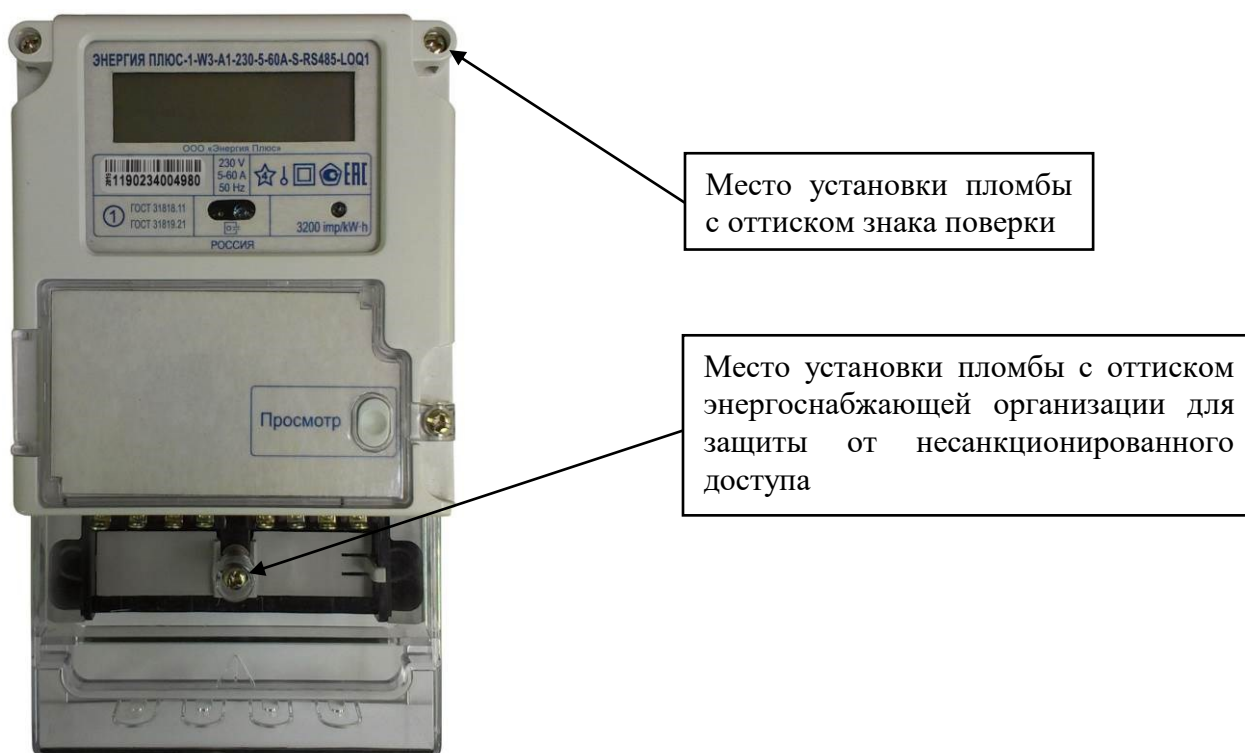 ЭНЕРГИЯ ПЛЮС-1-W3-A1-230-5-60A-S-RS485-LOQ1
ООО «Энергия Плюс»
1190234004980
230 V
5-60 A
50 Hz
EAC
1
ГОСТ 31818.11
ГОСТ 31819.21
3200 imp/kW·h
РОССИЯ
Просмотр
Место установки пломбы
с оттиском знака поверки
Место установки пломбы с оттиском
энергоснабжающей организации для
защиты от несанкционированного
доступа